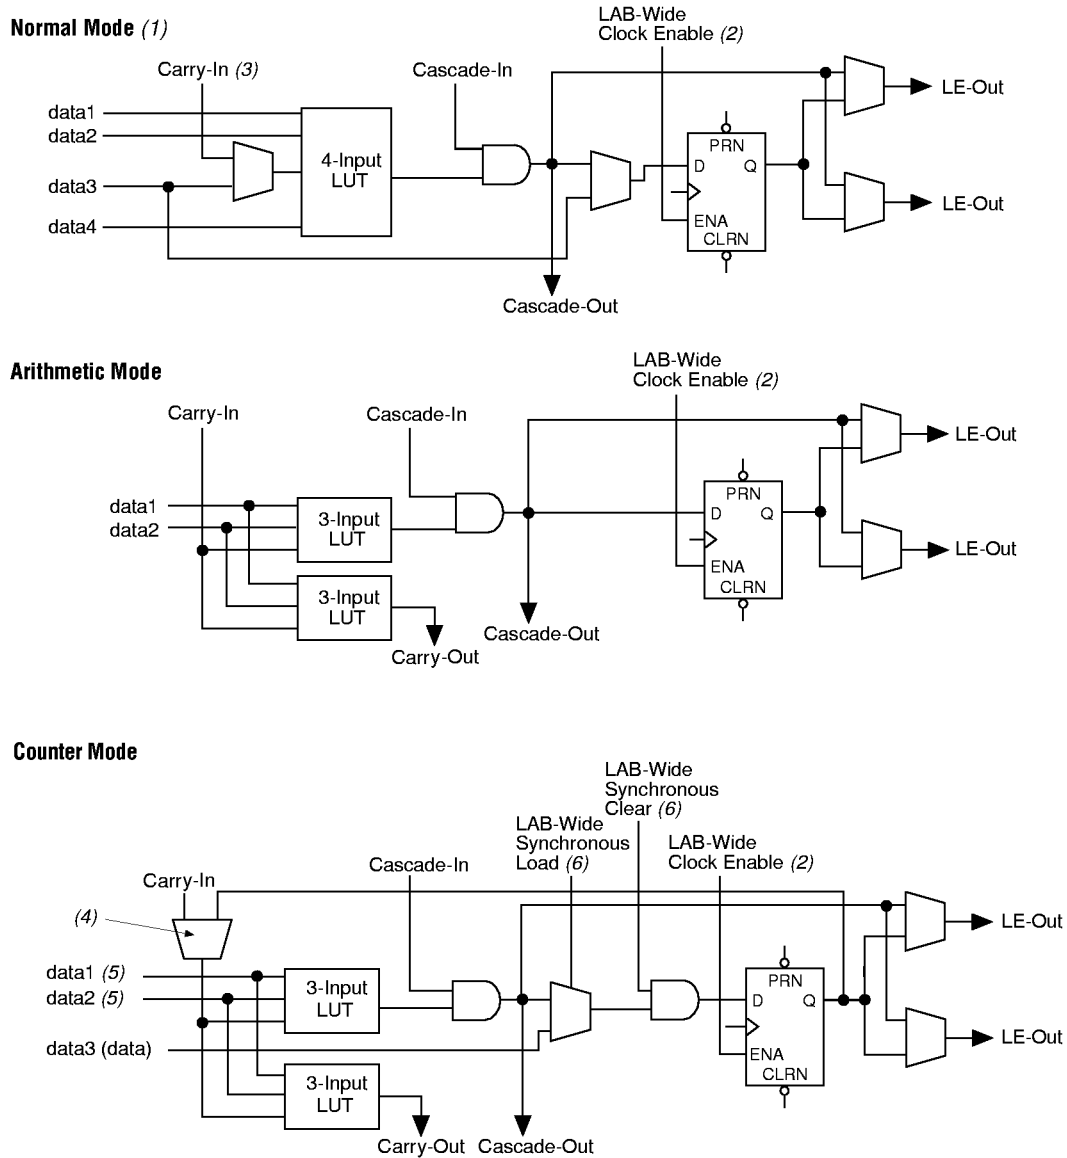 Normal Mode (1)
LAB-Wide
Clock Enable (2)
Carry-In (3)
Cascade-In
data1
data2
data3
data4
4-Input
LUT
PRN
D
Q
ENA
CLRN
LE-Out
LE-Out
Cascade-Out
Arithmetic Mode
LAB-Wide
Clock Enable (2)
Carry-In
Cascade-In
data1
data2
3-Input
LUT
3-Input
LUT
PRN
D
Q
ENA
CLRN
LE-Out
LE-Out
Cascade-Out
Carry-Out
Counter Mode
LAB-Wide
Synchronous
Clear (6)
LAB-Wide
Synchronous
Load (6)
LAB-Wide
Clock Enable (2)
Cascade-In
Carry-In
(4)
data1 (5)
data2 (5)
data3 (data)
3-Input
LUT
3-Input
LUT
PRN
D
Q
ENA
CLRN
LE-Out
LE-Out
Carry-Out
Cascade-Out